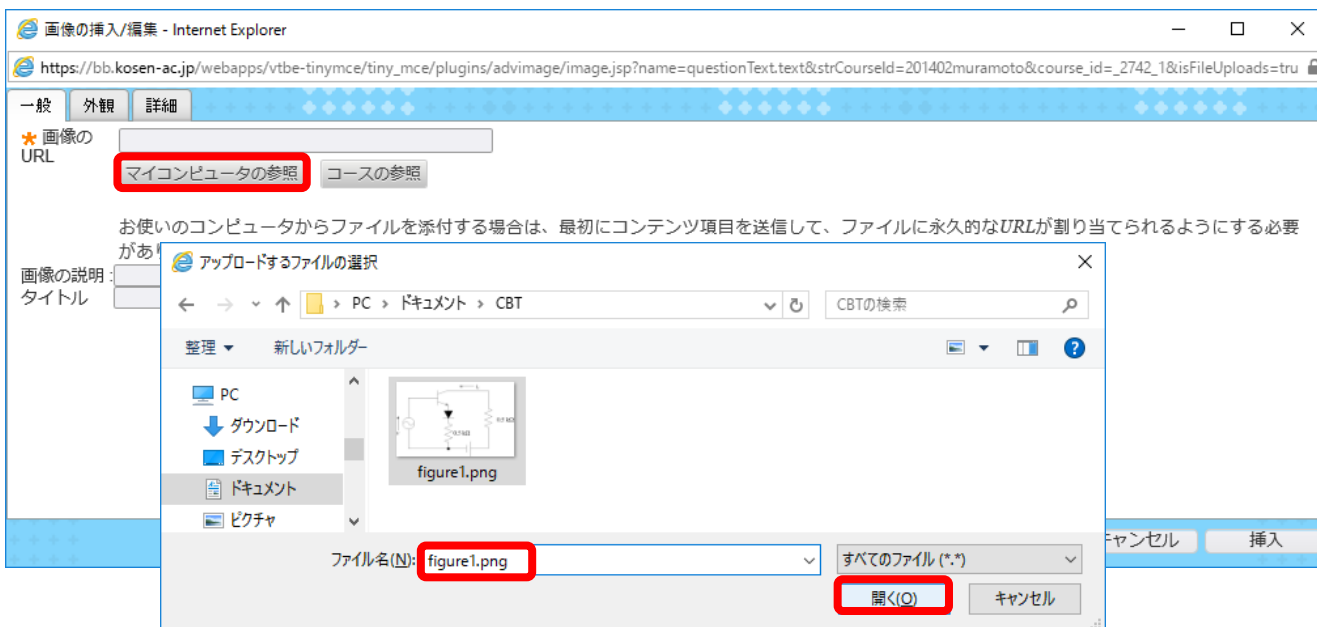 画像の挿入/編集 - Internet Explorer
https://bb.kosen-ac.jp/webapps/vtbe-tinymce/tiny_mce/plugins/advimage/image.jsp?name=questionText.text&strCourseId=201402muramoto&course_id=_2742_1&isFileUploads=tru
一般 外観 詳細
★ 画像の
URL
マイコンピュータの参照 コースの参照
お使いのコンピュータからファイルを添付する場合は、最初にコンテンツ項目を送信して、ファイルに永久的なURLが割り当てられるようにする必要
があり
画像の説明 :
タイトル
アップロードするファイルの選択
PC > ドキュメント > CBT
CBTの検索
整理 新しいフォルダー
PC
ダウンロード
デスクトップ
ドキュメント
ピクチャ
figure1.png
ファイル名(N): figure1.png
すべてのファイル (*.*)
開く(O) キャンセル
キャンセル 挿入